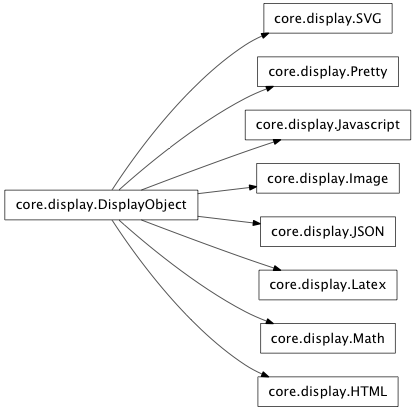 core.display.SVG
core.display.Pretty
core.display.Javascript
core.display.Image
core.display.DisplayObject
core.display.JSON
core.display.Latex
core.display.Math
core.display.HTML